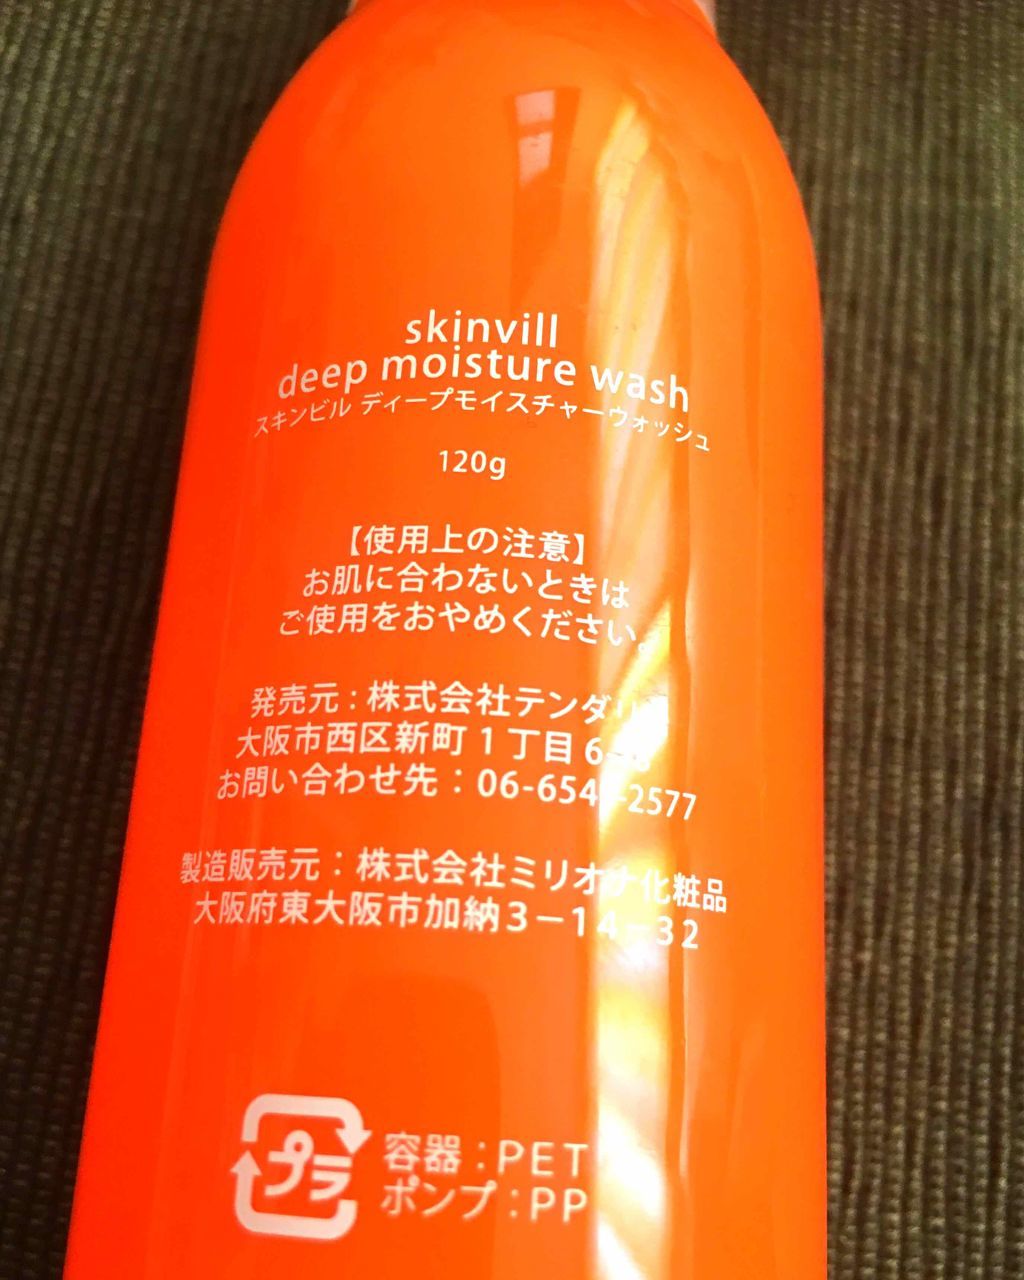 skinvill
deep moisture wash
スキンビル ディープモイスチャーウォッシュ
120g
【使用上の注意】
お肌に合わないときは
ご使用をおやめください。
発売元：株式会社
大阪市西区新町1丁目
お問い合わせ先：
製造販売元：株式会社ミリオナ化粧品
大阪府東大阪市加納3－14－32
プラ
容器：PET
ポンプ：PP